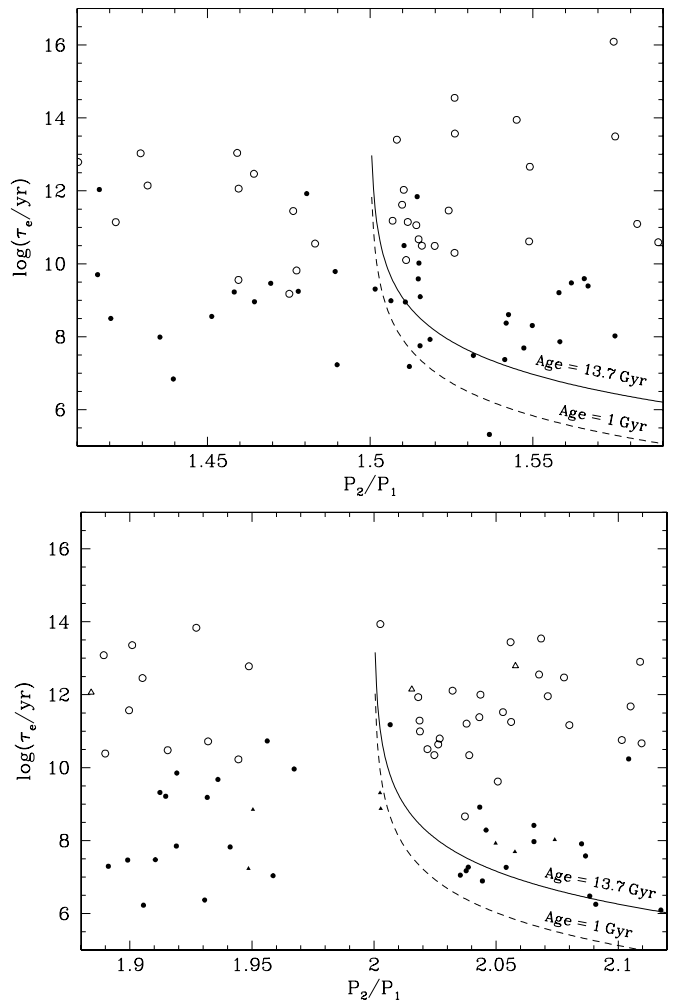 16
14
12
10
8
6
log(τe/yr)
Age = 13.7 Gyr
Age = 1 Gyr
1.45
1.5
1.55
P2/P1
16
14
12
10
8
6
log(τe/yr)
Age = 13.7 Gyr
Age = 1 Gyr
1.9
1.95
2
2.05
2.1
P2/P1